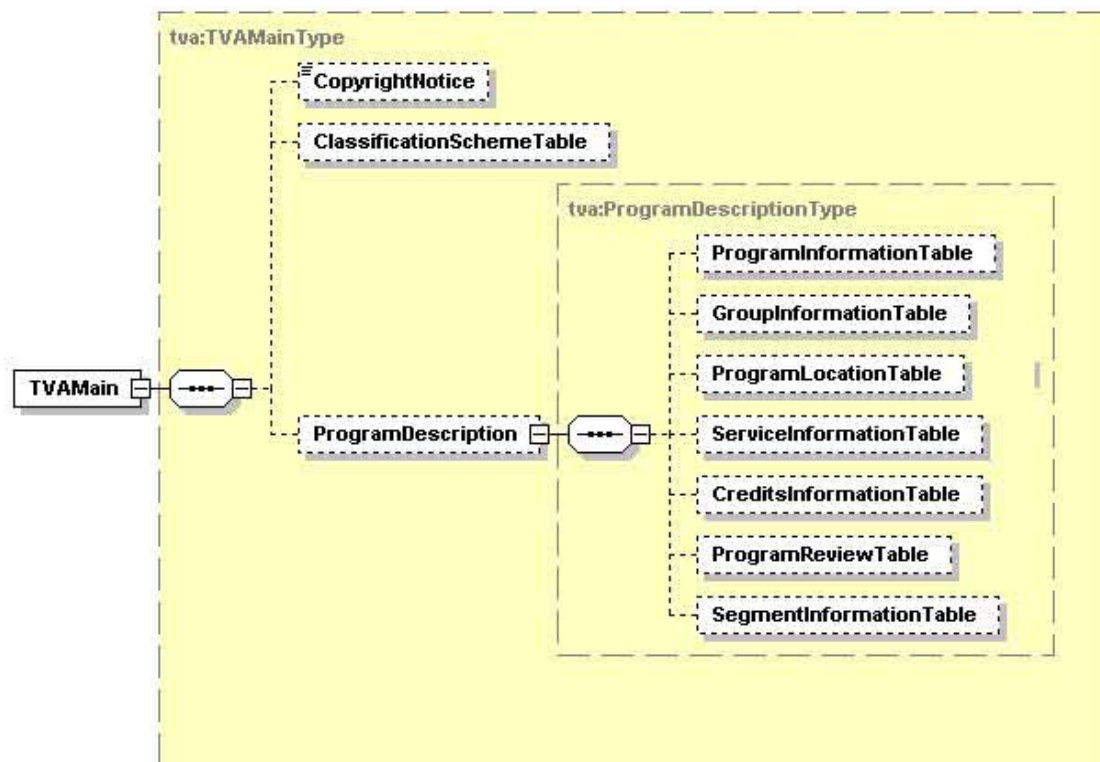 tva:TVAMainType
CopyrightNotice
ClassificationSchemeTable
tva:ProgramDescriptionType
ProgramInformationTable
GroupInformationTable
TVAMain
ProgramLocationTable
ProgramDescription
ServiceInformationTable
CreditsInformationTable
ProgramReviewTable
SegmentInformationTable